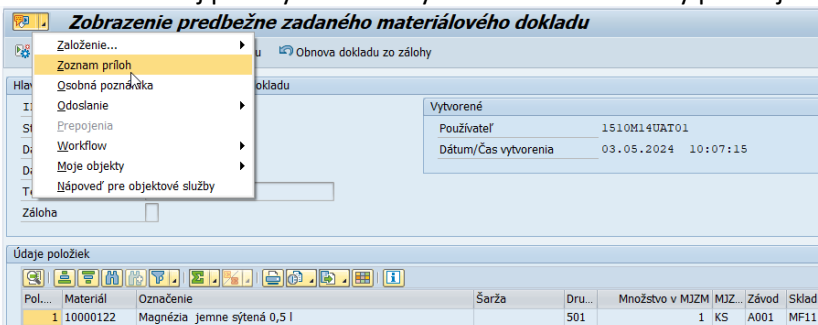 Zobrazenie predbežne zadaného materiálového dokladu
Založenie...
Obnova dokladu zo zálohy
Zoznam príloh
Osobná poznámka
okladu
Odoslanie
Prepojenia
Workflow
Moje objekty
Nápoveď pre objektové služby
Záloha
Vytvorené
Používateľ 1510M14UAT01
Dátum/Čas vytvorenia 03.05.2024 10:07:15
Údaje položiek
Pol... Materiál Označenie Šarža Dru... Množstvo v MJZM MJZ... Závod Sklad
1 10000122 Magnézia jemne sýtená 0,5 l 501 1 KS A001 MF11